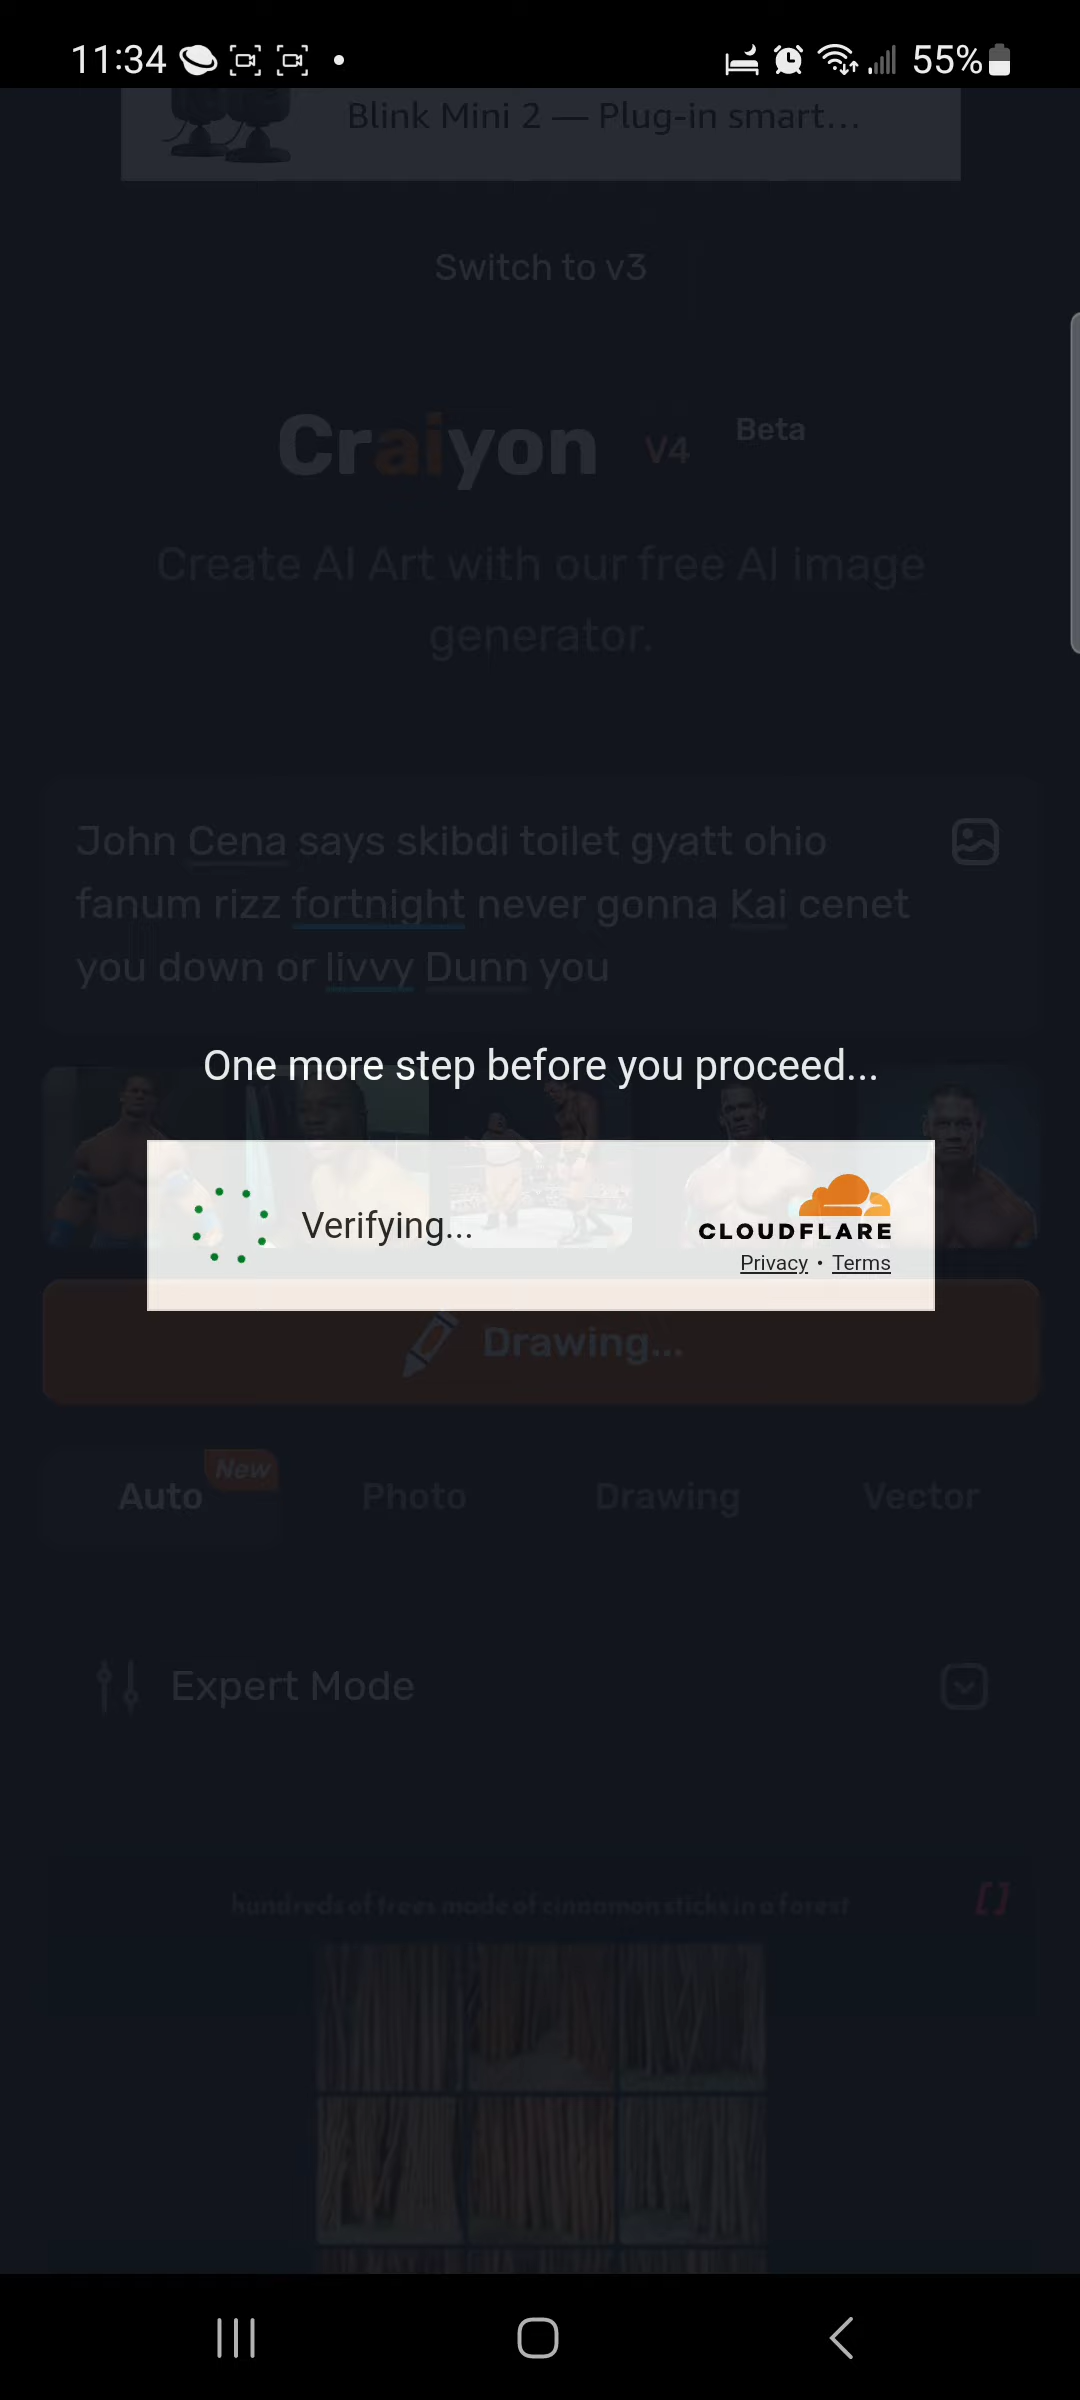 11:34
55%
Blink Mini 2 — Plug-in smart...
Switch to v3
Craiyon V4 Beta
Create AI Art with our free AI image
generator.
John Cena says skibdi toilet gyatt ohio
fanum rizz fortnight never gonna Kai cenet
you down or livvy Dunn you
One more step before you proceed...
Verifying...
CLOUDFLARE
Privacy • Terms
Drawing...
New
Auto
Photo
Drawing
Vector
Expert Mode
hundreds of trees made of cinnamon sticks in a forest